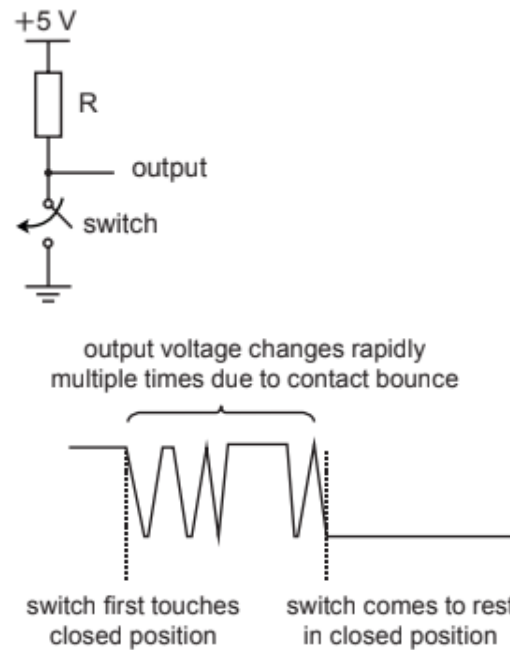 +5 V
R
output
switch
output voltage changes rapidly
multiple times due to contact bounce
switch first touches
closed position
switch comes to rest
in closed position